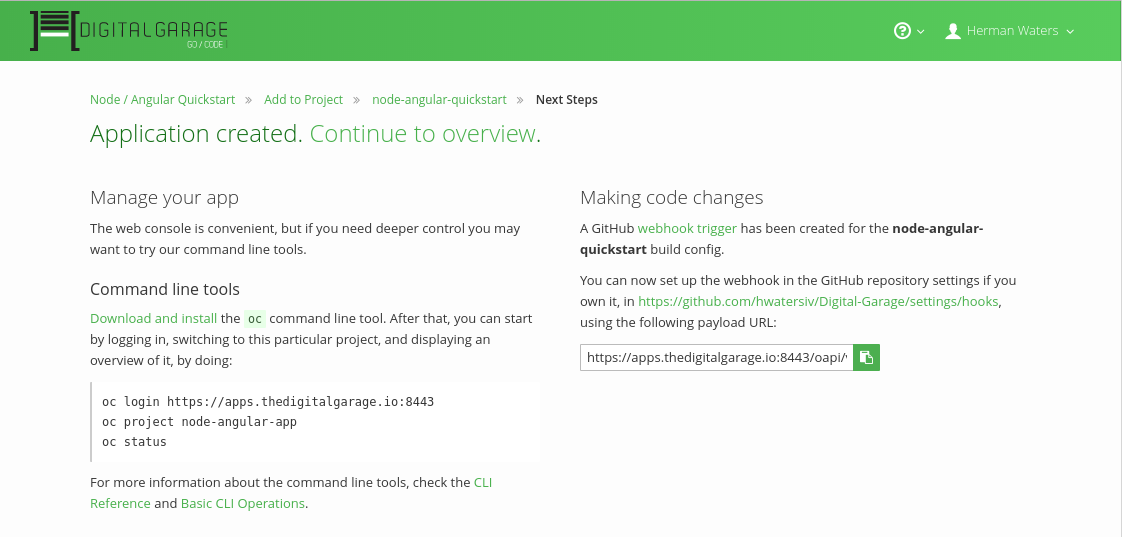 DIGITALGARAGE
GO / CODE
Herman Waters
Node / Angular Quickstart » Add to Project » node-angular-quickstart » Next Steps
Application created. Continue to overview.
Manage your app
The web console is convenient, but if you need deeper control you may
want to try our command line tools.
Command line tools
Download and install the oc command line tool. After that, you can start
by logging in, switching to this particular project, and displaying an
overview of it, by doing:
oc login https://apps.thedigitalgarage.io:8443
oc project node-angular-app
oc status
For more information about the command line tools, check the CLI
Reference and Basic CLI Operations.
Making code changes
A GitHub webhook trigger has been created for the node-angular-
quickstart build config.
You can now set up the webhook in the GitHub repository settings if you
own it, in https://github.com/hwatersiv/Digital-Garage/settings/hooks,
using the following payload URL:
https://apps.thedigitalgarage.io:8443/oapi/